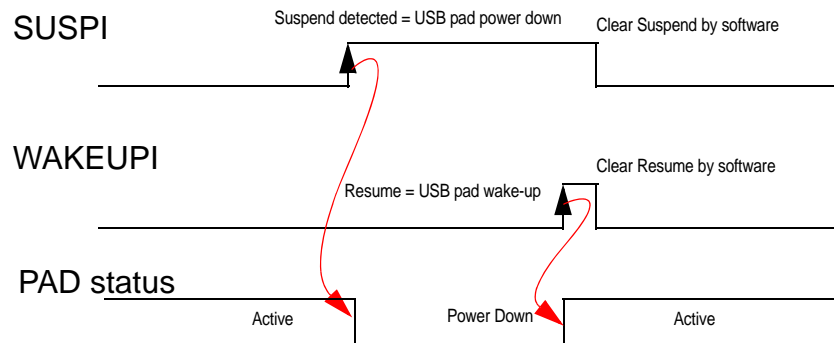 SUSPI
Suspend detected = USB pad power down
Clear Suspend by software
WAKEUPI
Clear Resume by software
Resume = USB pad wake-up
PAD status
Active
Power Down
Active